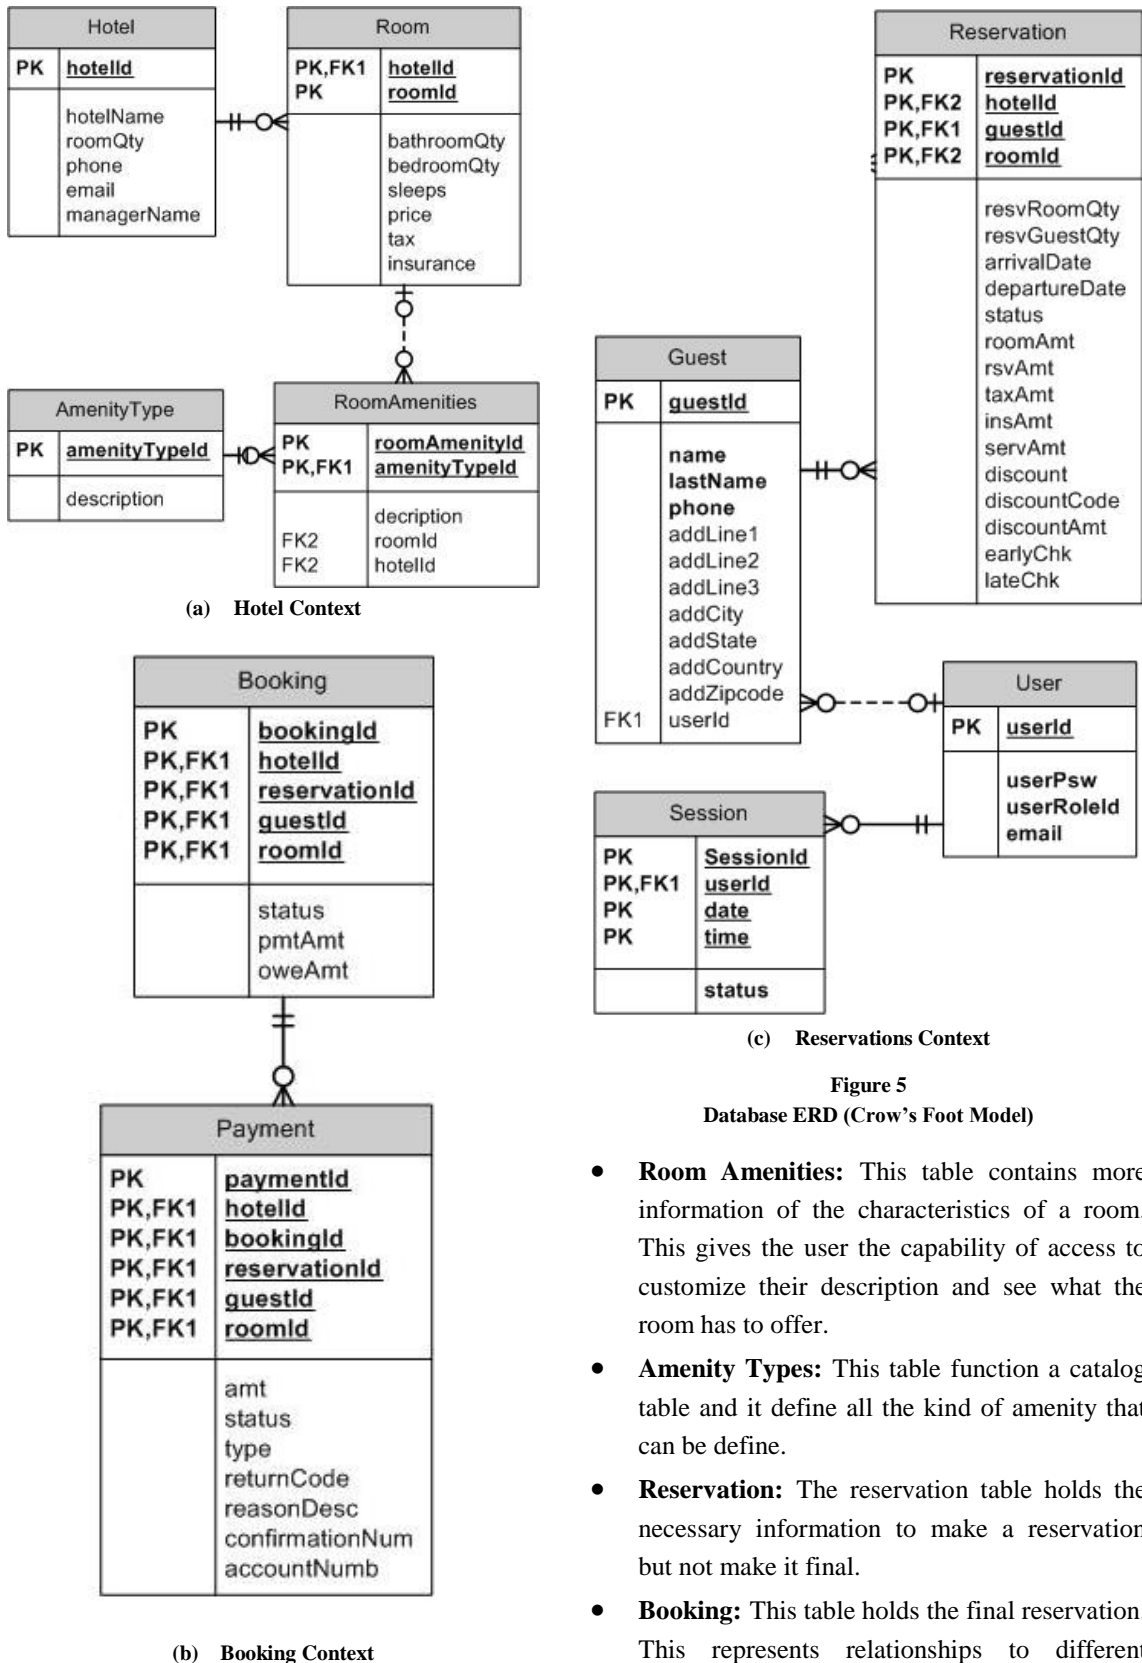 Hotel
PK hotelId
hotelName
roomQty
phone
email
managerName
Room
PK,FK1 hotelId
PK roomId
bathroomQty
bedroomQty
sleeps
price
tax
insurance
AmenityType
PK amenityTypeId
description
RoomAmenities
PK roomAmenityId
PK,FK1 amenityTypeId
decription
FK2 roomId
FK2 hotelId
(a) Hotel Context
Booking
PK bookingId
PK,FK1 hotelId
PK,FK1 reservationId
PK,FK1 guestId
PK,FK1 roomId
status
pmtAmt
oweAmt
Payment
PK paymentId
PK,FK1 hotelId
PK,FK1 bookingId
PK,FK1 reservationId
PK,FK1 guestId
PK,FK1 roomId
amt
status
type
returnCode
reasonDesc
confirmationNum
accountNumb
(b) Booking Context
Reservation
PK reservationId
PK,FK2 hotelId
PK,FK1 guestId
PK,FK2 roomId
resvRoomQty
resvGuestQty
arrivalDate
departureDate
status
roomAmt
rsvAmt
taxAmt
insAmt
servAmt
discount
discountCode
discountAmt
earlyChk
lateChk
Guest
PK guestId
name
lastName
phone
addLine1
addLine2
addLine3
addCity
addState
addCountry
addZipcode
FK1 userId
User
PK userId
userPsw
userRoleId
email
Session
PK SessionId
PK,FK1 userId
PK date
PK time
status
(c) Reservations Context
Figure 5
Database ERD (Crow's Foot Model)
• Room Amenities: This table contains more
information of the characteristics of a room.
This gives the user the capability of access to
customize their description and see what the
room has to offer.
• Amenity Types: This table function a catalog
table and it define all the kind of amenity that
can be define.
• Reservation: The reservation table holds the
necessary information to make a reservation
but not make it final.
• Booking: This table holds the final reservation.
This represents relationships to different